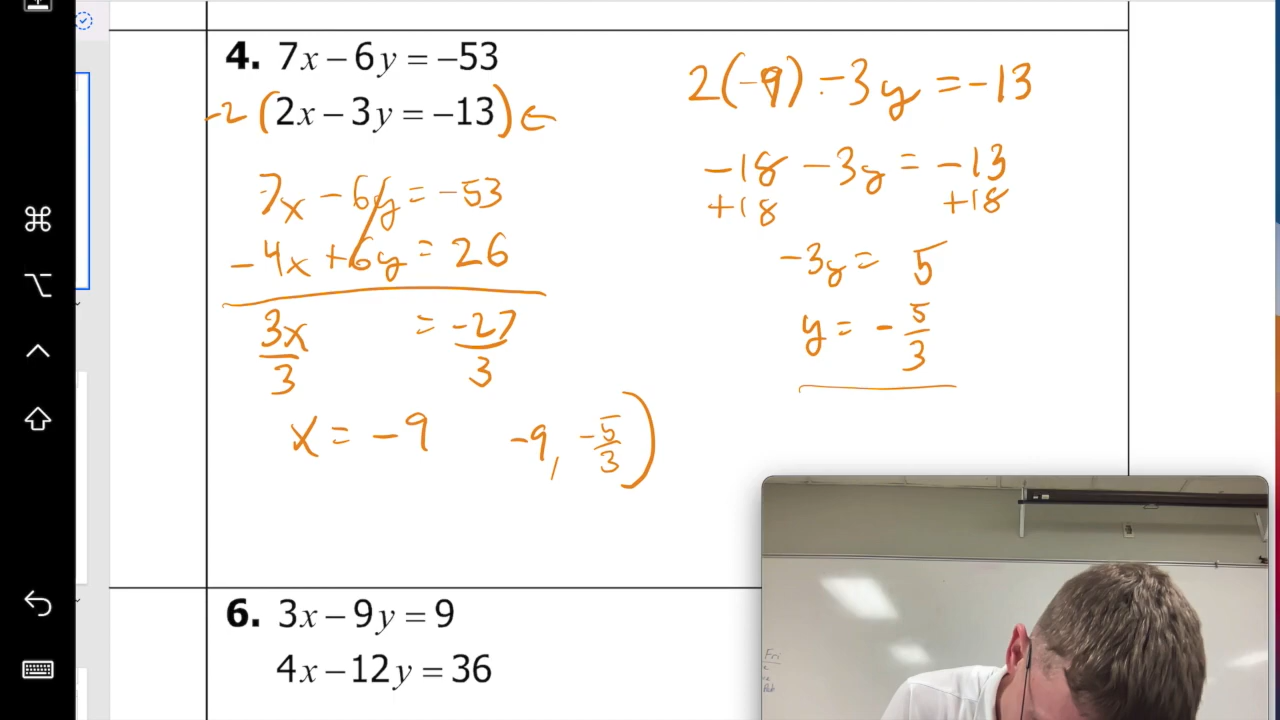 4. 7x − 6y = −53
-2 (2x − 3y = −13) ←
7x - 6y = -53
- 4x + 6y = 26
3x/3 = -27/3
x = -9
-9, -5/3)
2(-9) - 3y = -13
-18 - 3y = -13
+18 +18
-3y = 5
y = - 5/3
6. 3x − 9y = 9
4x − 12y = 36
Fri